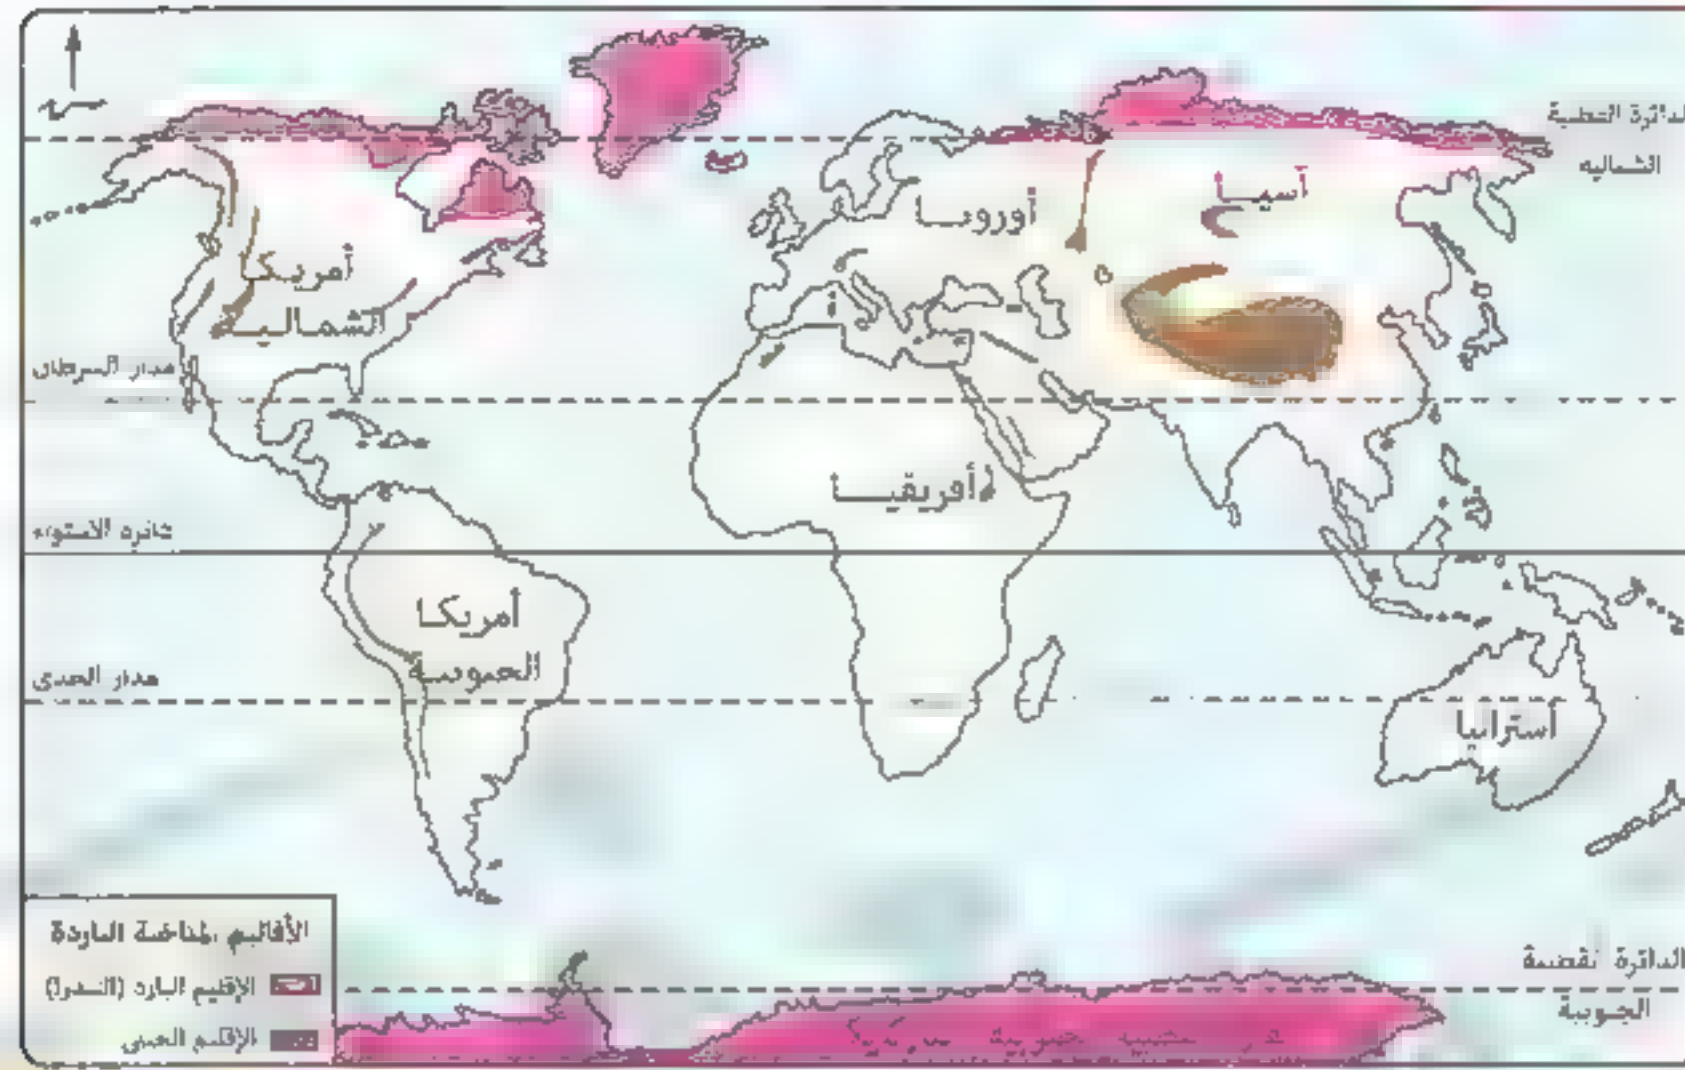 الدائرة القطبية
الشمالية
آسيا
أوروبا
أمريكا
الشمالية
مدار السرطان
أفريقيا
دائرة الاستواء
أمريكا
الجنوبية
مدار الجدي
أستراليا
الأقاليم المناخية الباردة
الإقليم البارد (التندرا)
الإقليم
الدائرة القطبية
الجنوبية